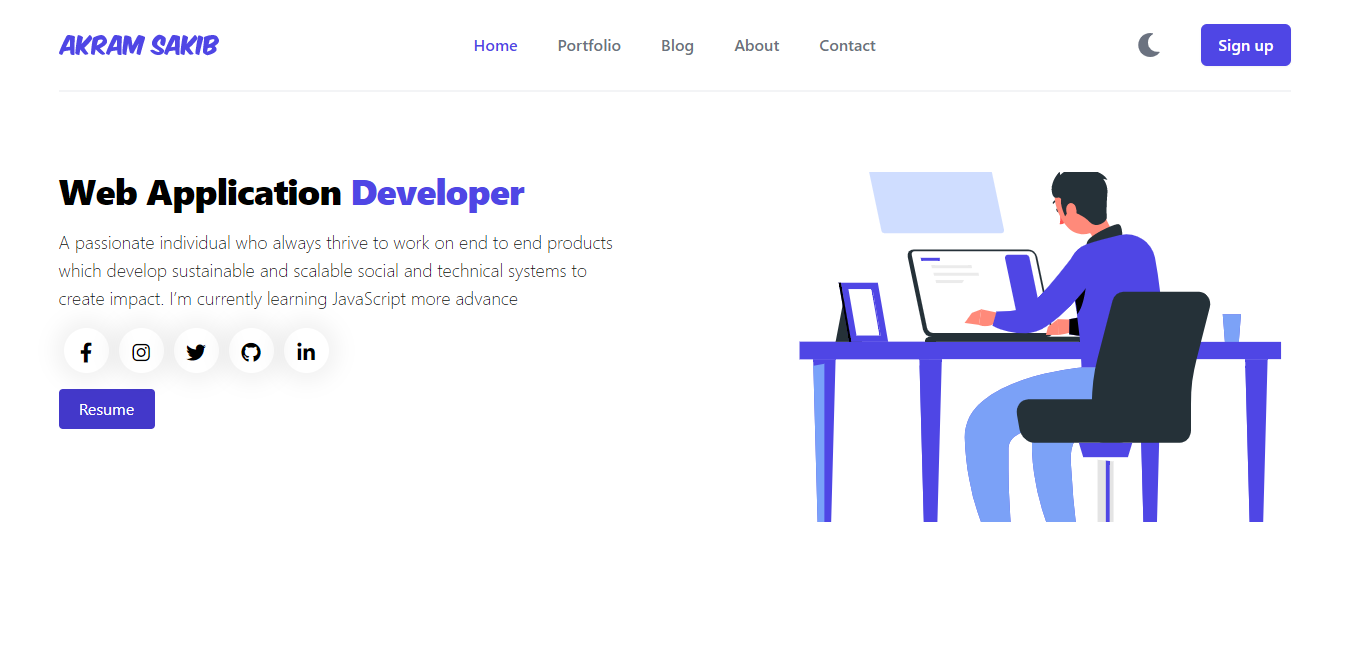 AKRAM SAKIB
Home Portfolio Blog About Contact
Sign up
Web Application Developer
A passionate individual who always thrive to work on end to end products
which develop sustainable and scalable social and technical systems to
create impact. I'm currently learning JavaScript more advance
Resume